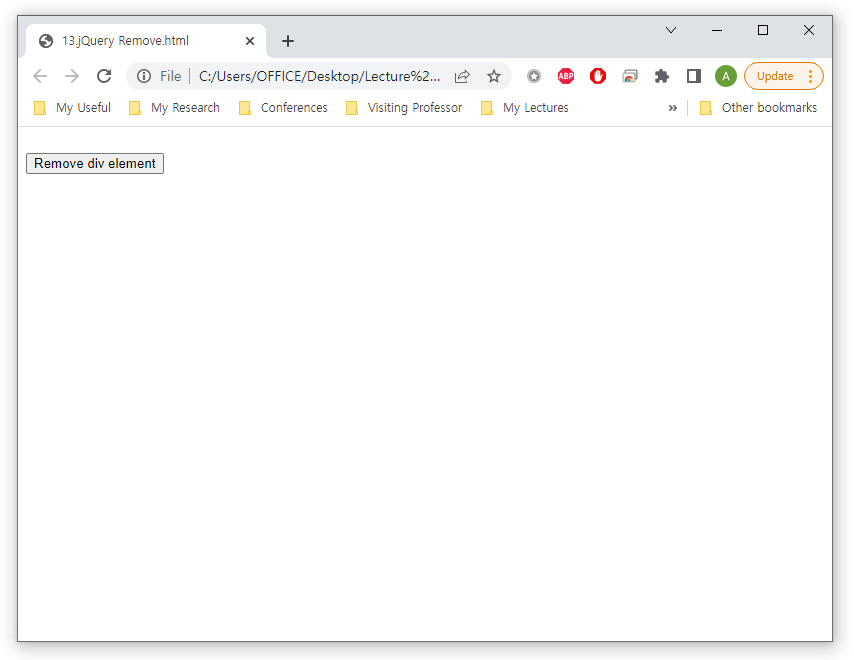 13.jQuery Remove.html
File
C:/Users/OFFICE/Desktop/Lecture%2...
ABP
A
Update
My Useful
My Research
Conferences
Visiting Professor
My Lectures
»
Other bookmarks
Remove div element